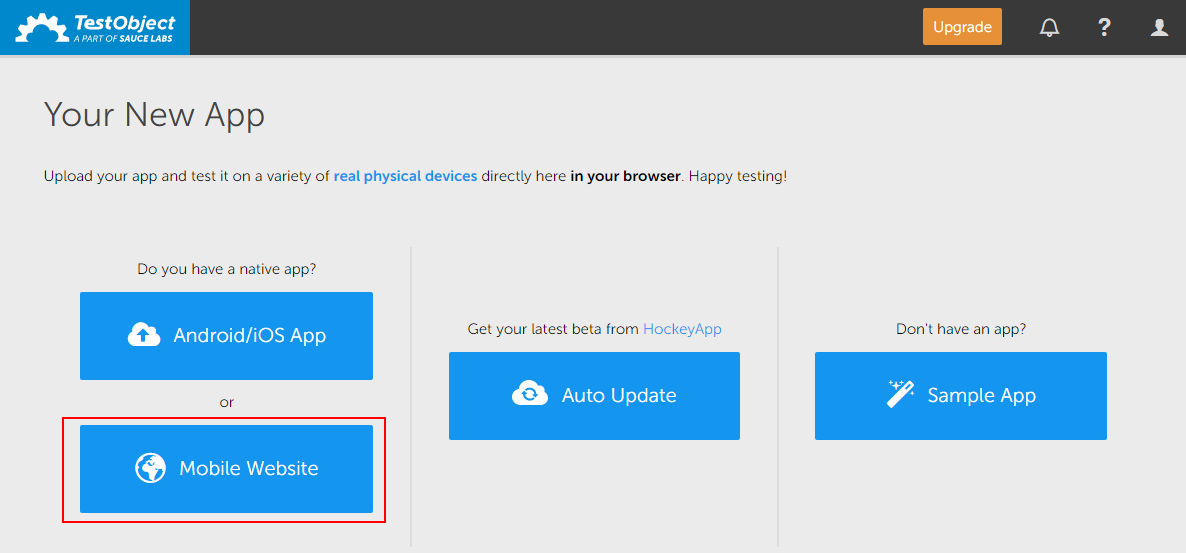 TestObject
A PART OF SAUCE LABS
Upgrade
?
Your New App
Upload your app and test it on a variety of real physical devices directly here in your browser. Happy testing!
Do you have a native app?
Android/iOS App
or
Mobile Website
Get your latest beta from HockeyApp
Auto Update
Don't have an app?
Sample App